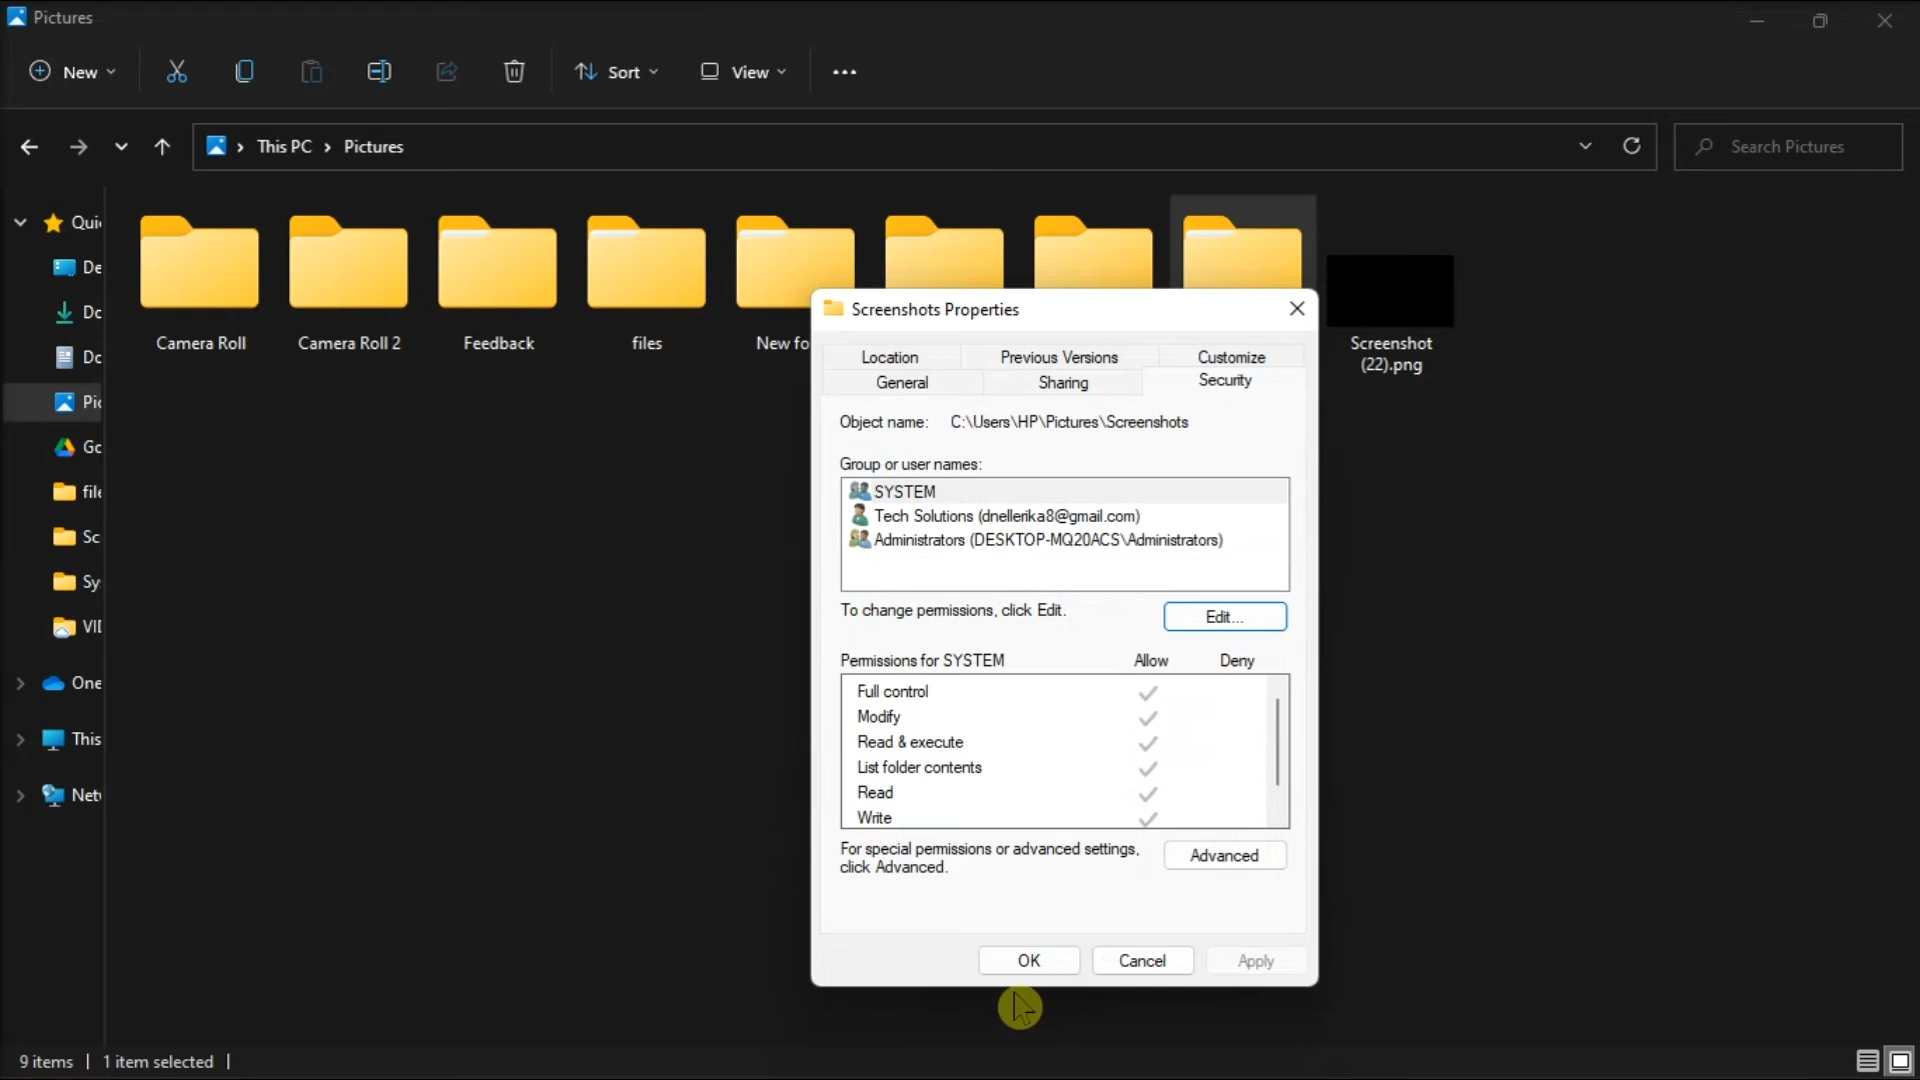 Pictures
New
Sort
View
This PC
Pictures
Search Pictures
Camera Roll
Camera Roll 2
Feedback
files
New
Screenshot
(22).png
Screenshots Properties
Location
Previous Versions
Customize
General
Sharing
Security
Object name: C:\Users\HP\Pictures\Screenshots
Group or user names:
SYSTEM
Tech Solutions (dnellerika8@gmail.com)
Administrators (DESKTOP-MQ20ACS\Administrators)
To change permissions, click Edit.
Edit...
Permissions for SYSTEM Allow Deny
Full control
Modify
Read & execute
List folder contents
Read
Write
For special permissions or advanced settings,
click Advanced.
Advanced
OK
Cancel
Apply
This
9 items
1 item selected